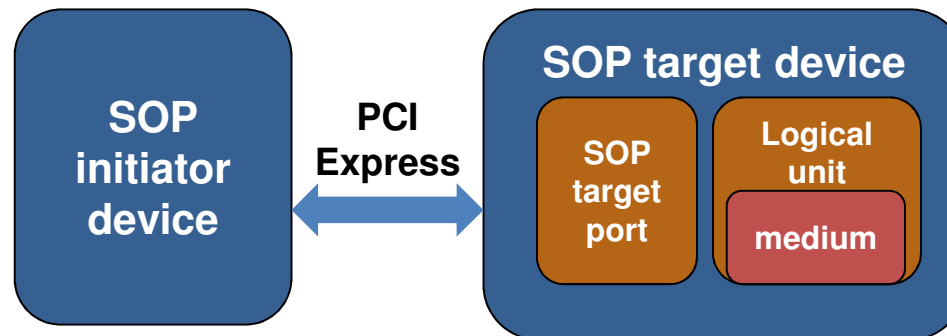 SOP
initiator
device
PCI
Express
SOP target device
SOP
target
port
Logical
unit
medium